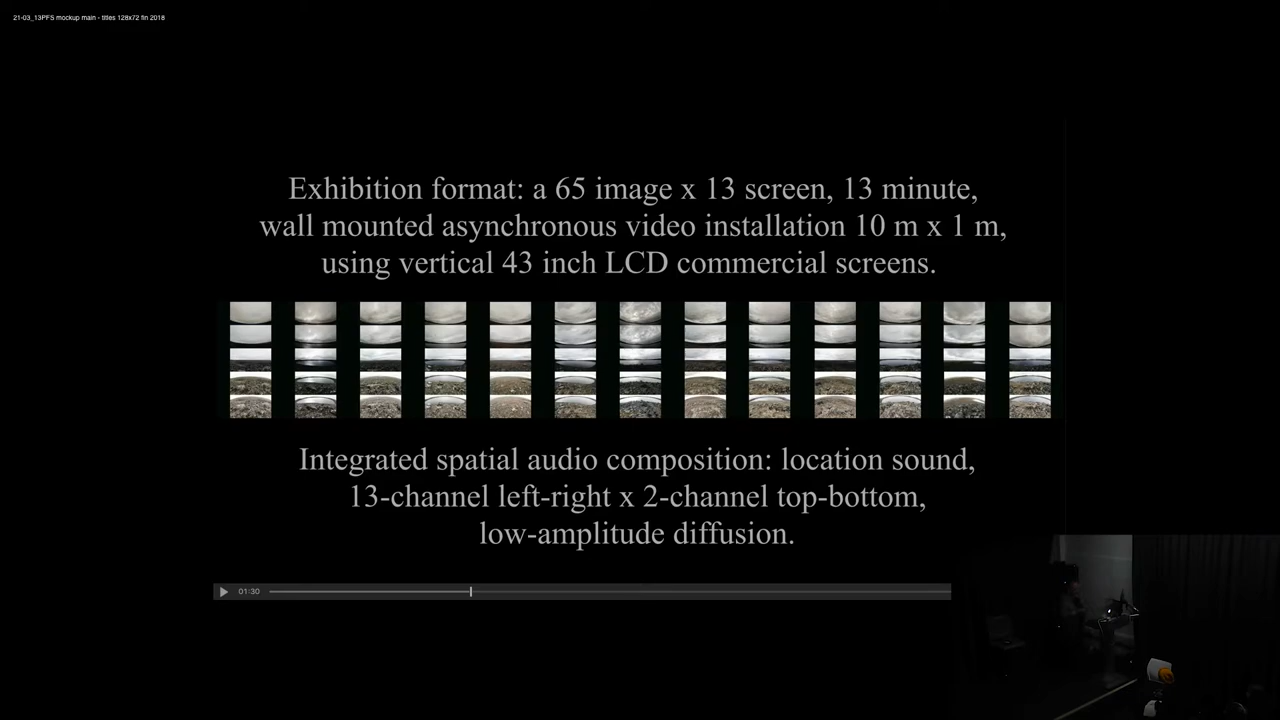 21-03_13PFS mockup main - titles 128x72 fin 2018
Exhibition format: a 65 image x 13 screen, 13 minute,
wall mounted asynchronous video installation 10 m x 1 m,
using vertical 43 inch LCD commercial screens.
Integrated spatial audio composition: location sound,
13-channel left-right x 2-channel top-bottom,
low-amplitude diffusion.
01:30